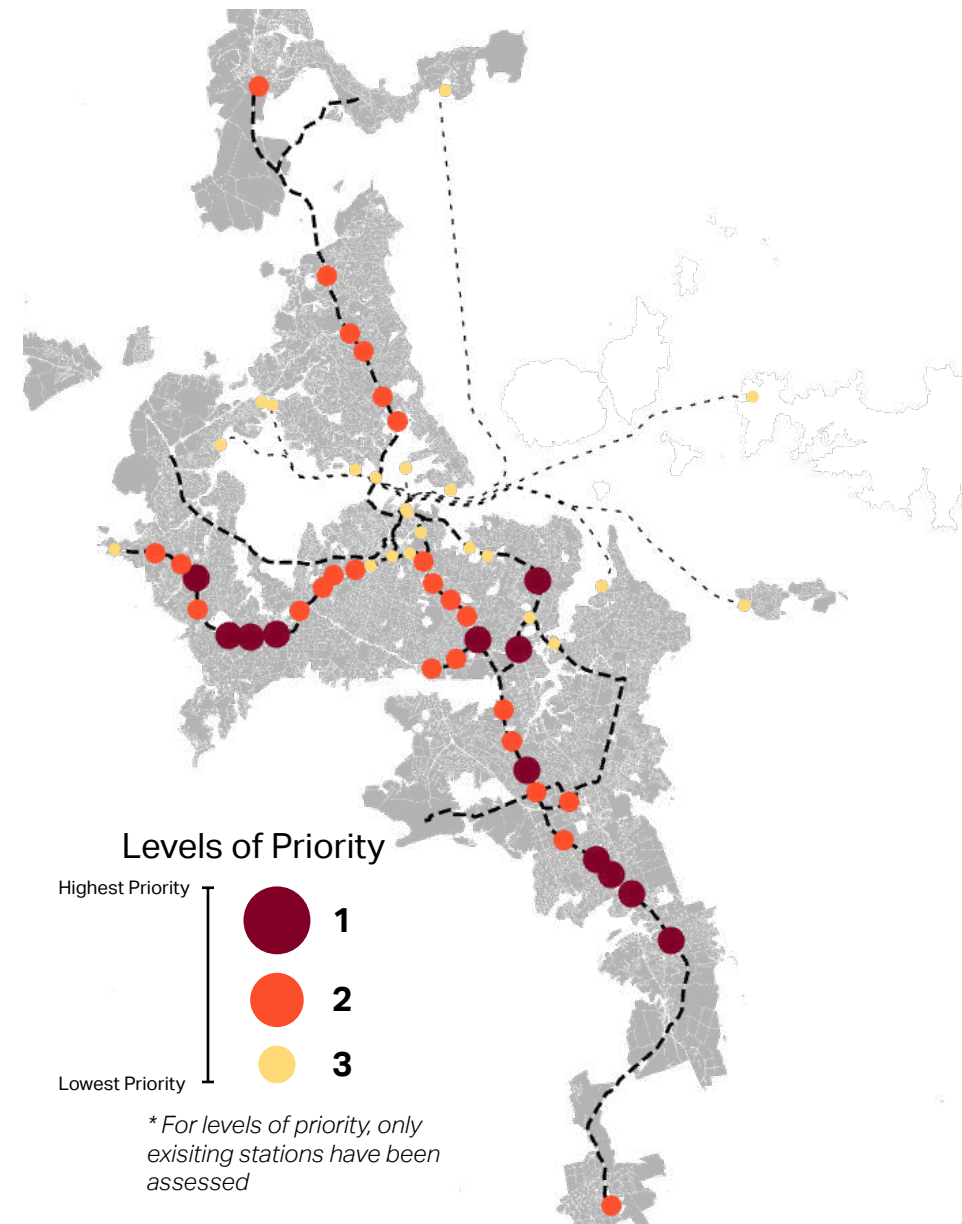 Levels of Priority
Highest Priority
1
2
3
Lowest Priority
* For levels of priority, only
exisiting stations have been
assessed